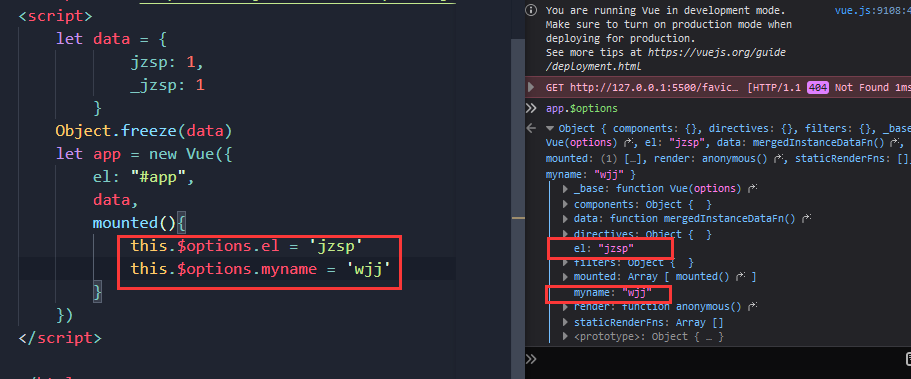 <script>
let data = {
jzsp: 1,
_jzsp: 1
}
Object.freeze(data)
let app = new Vue({
el: "#app",
data,
mounted(){
this.$options.el = 'jzsp'
this.$options.myname = 'wjj'
}
})
</script>
You are running Vue in development mode.
vue.js:9108:4
Make sure to turn on production mode when
deploying for production.
See more tips at https://vuejs.org/guide
/deployment.html
GET http://127.0.0.1:5500/favic… [HTTP/1.1 404 Not Found 1ms
app.$options
Object { components: {}, directives: {}, filters: {}, _base
Vue(options), el: "jzsp", data: mergedInstanceDataFn(),
mounted: (1) […], render: anonymous(), staticRenderFns: []
myname: "wjj" }
_base: function Vue(options)
components: Object { }
data: function mergedInstanceDataFn()
directives: Object { }
el: "jzsp"
filters: Object { }
mounted: Array [ mounted() ]
myname: "wjj"
render: function anonymous()
staticRenderFns: Array []
<prototype>: Object { … }